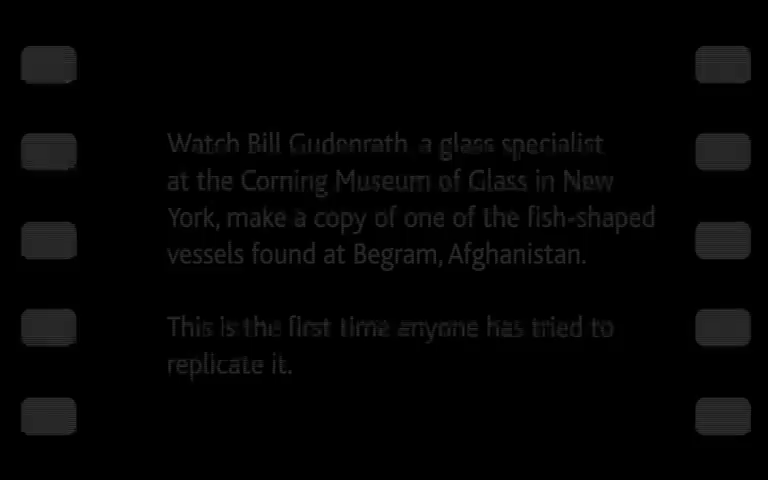 Watch Bill Gudenrath, a glass specialist
at the Corning Museum of Glass in New
York, make a copy of one of the fish-shaped
vessels found at Begram, Afghanistan.
This is the first time anyone has tried to
replicate it.